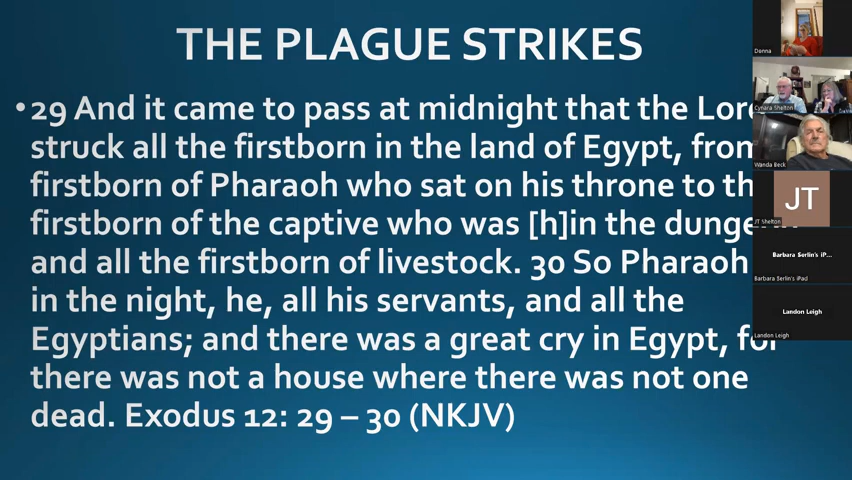 THE PLAGUE STRIKES
• 29 And it came to pass at midnight that the Lor
struck all the firstborn in the land of Egypt, from
firstborn of Pharaoh who sat on his throne to th
firstborn of the captive who was [h]in the dunge
and all the firstborn of livestock. 30 So Pharaoh
in the night, he, all his servants, and all the
Egyptians; and there was a great cry in Egypt, for
there was not a house where there was not one
dead. Exodus 12: 29 – 30 (NKJV)
Donna
Cynara Shelton
Wanda Beck
JT
JT Shelton
Barbara Serlin's iP...
Barbara Serlin's iPad
Landon Leigh
Landon Leigh